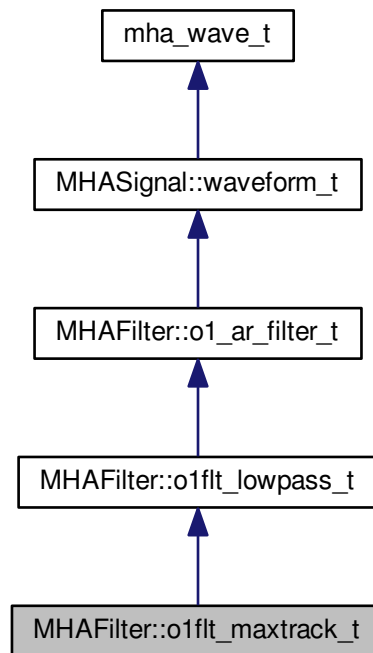 mha_wave_t
MHASignal::waveform_t
MHAFilter::o1_ar_filter_t
MHAFilter::o1flt_lowpass_t
MHAFilter::o1flt_maxtrack_t